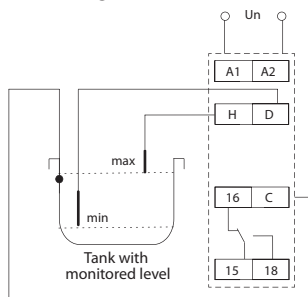 Un
A1 A2
H D
max
16 C
min
Tank with
monitored level
15 18